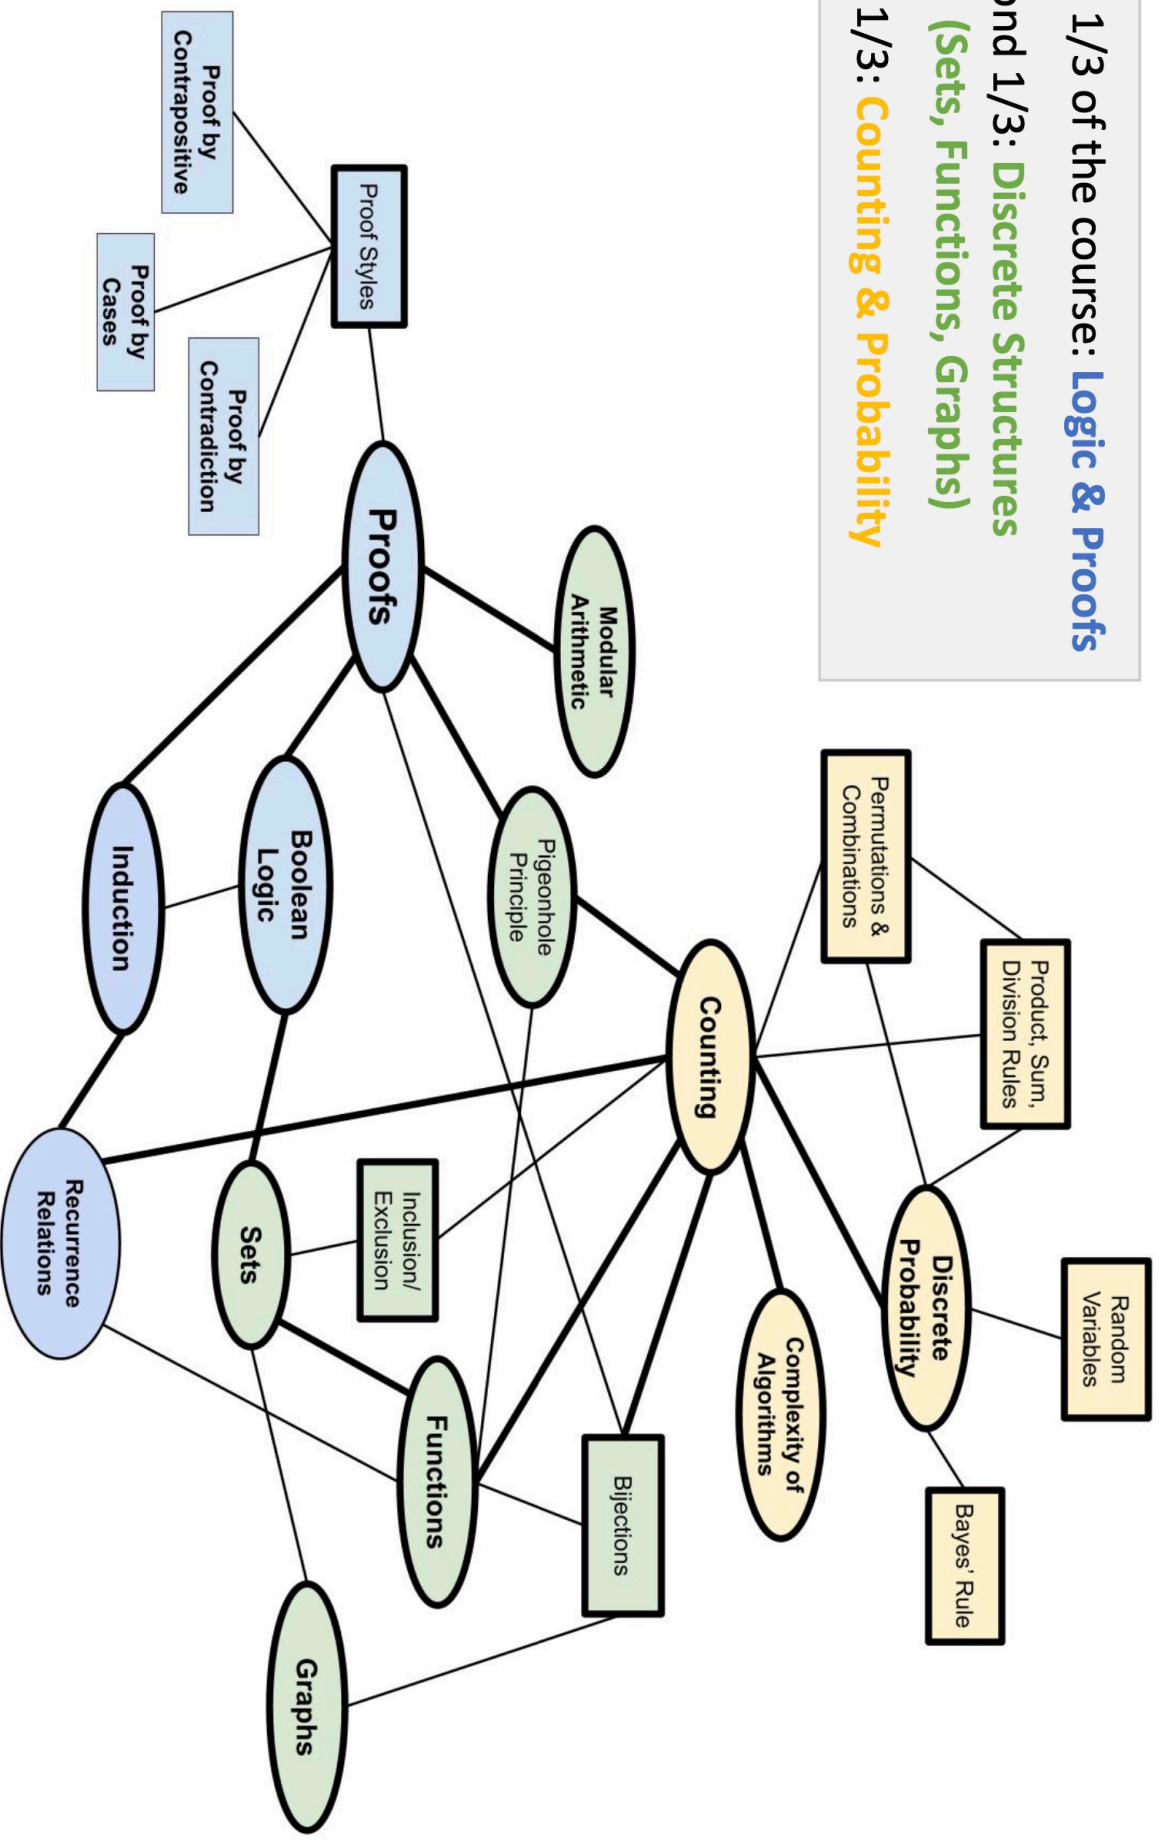 1/3 of the course: Logic & Proofs
ond 1/3: Discrete Structures
(Sets, Functions, Graphs)
1/3: Counting & Probability
Random
Variables
Product, Sum,
Division Rules
Bayes' Rule
Permutations &
Combinations
Discrete
Probability
Complexity of
Algorithms
Counting
Modular
Arithmetic
Bijections
Pigeonhole
Principle
Functions
Inclusion/
Exclusion
Proof Styles
Proofs
Graphs
Boolean
Logic
Sets
Proof by
Contrapositive
Proof by
Contradiction
Proof by
Cases
Induction
Recurrence
Relations